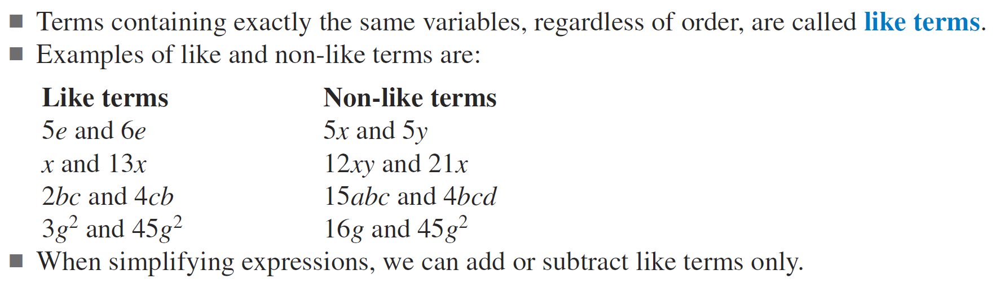 ■ Terms containing exactly the same variables, regardless of order, are called like terms.
■ Examples of like and non-like terms are:
Like terms Non-like terms
5e and 6e 5x and 5y
x and 13x 12xy and 21x
2bc and 4cb 15abc and 4bcd
3g² and 45g² 16g and 45g²
■ When simplifying expressions, we can add or subtract like terms only.